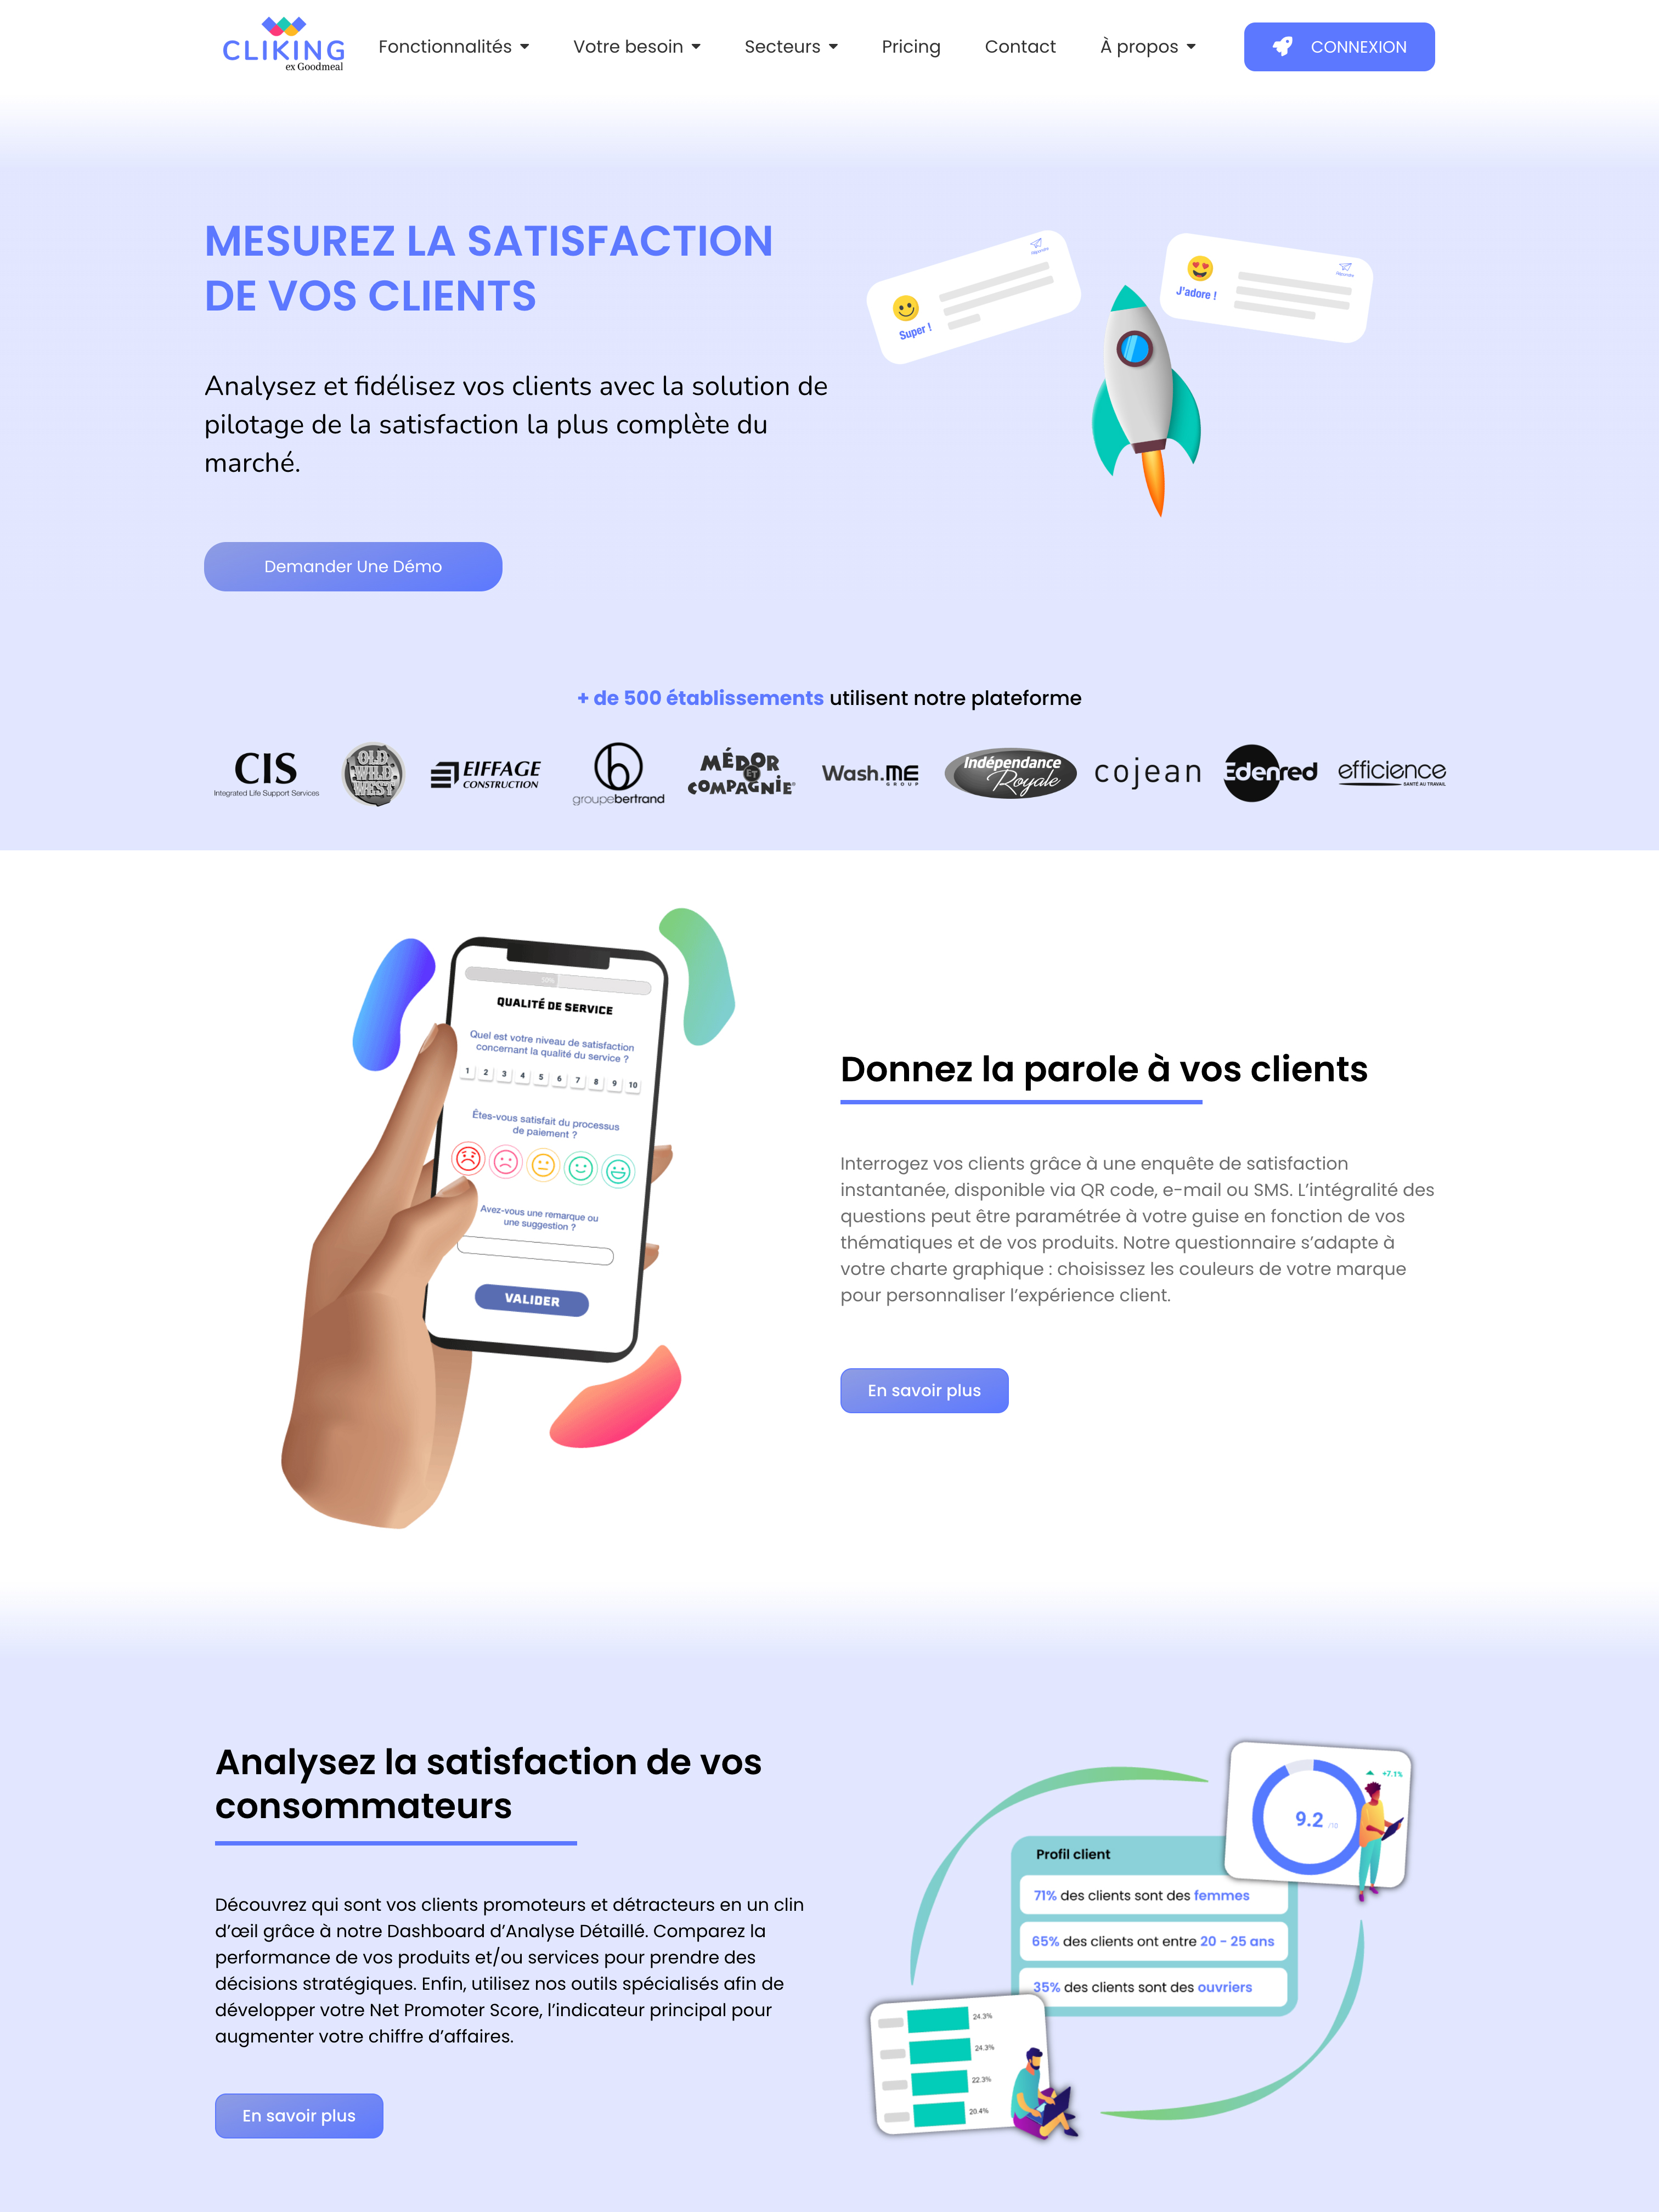 CLIKING
ex Goodmeal
Fonctionnalités
Votre besoin
Secteurs
Pricing
Contact
À propos
CONNEXION
MESUREZ LA SATISFACTION
DE VOS CLIENTS
Analysez et fidélisez vos clients avec la solution de
pilotage de la satisfaction la plus complète du
marché.
Demander Une Démo
Super !
J'adore !
+ de 500 établissements utilisent notre plateforme
CIS
Integrated Life Support Services
OLD
WILD
WEST
EIFFAGE
CONSTRUCTION
b
groupebertrand
MÉDOR
ET
COMPAGNIE
Wash.ME
GROUP
Indépendance
Royale
cojean
Edenred
efficience
SANTÉ AU TRAVAIL
50%
QUALITÉ DE SERVICE
Quel est votre niveau de satisfaction
concernant la qualité du service ?
1 2 3 4 5 6 7 8 9 10
Êtes-vous satisfait du processus
de paiement ?
Avez-vous une remarque ou
une suggestion ?
VALIDER
Donnez la parole à vos clients
Interrogez vos clients grâce à une enquête de satisfaction
instantanée, disponible via QR code, e-mail ou SMS. L’intégralité des
questions peut être paramétrée à votre guise en fonction de vos
thématiques et de vos produits. Notre questionnaire s’adapte à
votre charte graphique : choisissez les couleurs de votre marque
pour personnaliser l’expérience client.
En savoir plus
Analysez la satisfaction de vos
consommateurs
Découvrez qui sont vos clients promoteurs et détracteurs en un clin
d’œil grâce à notre Dashboard d’Analyse Détaillé. Comparez la
performance de vos produits et/ou services pour prendre des
décisions stratégiques. Enfin, utilisez nos outils spécialisés afin de
développer votre Net Promoter Score, l’indicateur principal pour
augmenter votre chiffre d’affaires.
En savoir plus
+7.1%
9.2 /10
Profil client
71% des clients sont des femmes
65% des clients ont entre 20 - 25 ans
35% des clients sont des ouvriers
24.3%
24.3%
22.3%
20.4%